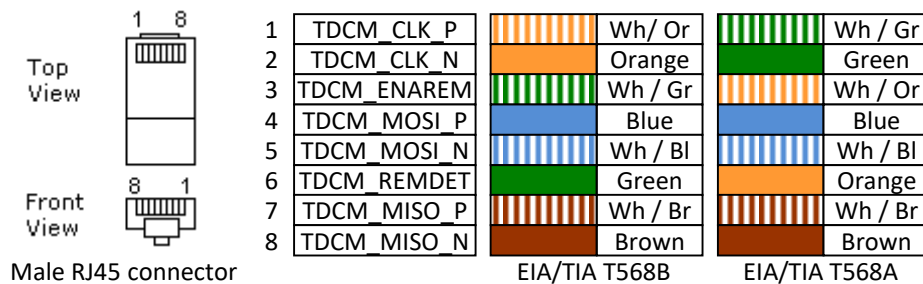 1 8
Top
View
8 1
Front
View
Male RJ45 connector
1 TDCM_CLK_P Wh/ Or Wh / Gr
2 TDCM_CLK_N Orange Green
3 TDCM_ENAREM Wh / Gr Wh / Or
4 TDCM_MOSI_P Blue Blue
5 TDCM_MOSI_N Wh / Bl Wh / Bl
6 TDCM_REMDET Green Orange
7 TDCM_MISO_P Wh / Br Wh / Br
8 TDCM_MISO_N Brown Brown
EIA/TIA T568B EIA/TIA T568A